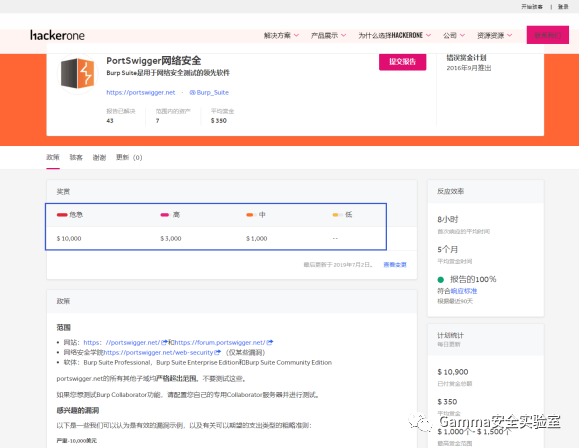 开始骇客 | 登录
hackerone
解决方案 产品展示 为什么选择HACKERONE 公司 资源资源
PortSwigger网络安全
Burp Suite是用于网络安全测试的领先软件
https://portswigger.net · @Burp_Suite
报告已解决 范围内的资产 平均赏金
43 7 $ 350
提交报告
错误赏金计划
2016年9月推出
政策 骇客 谢谢 更新 (0)
奖赏
危急 高 中 低
$ 10,000 $ 3,000 $ 1,000 --
最后更新于 2019年7月2日。 查看变更
政策
范围
网站: https: //portswigger.net/和https://forum.portswigger.net/
网络安全学院https://portswigger.net/web-security (仅某些漏洞)
软体: Burp Suite Professional、Burp Suite Enterprise Edition和Burp Suite Community Edition
portswigger.net的所有其他子域均严格超出范围。不要测试这些。
如果您想测试Burp Collaborator功能，请配置您自己的专用Collaborator服务器并进行测试。
感兴趣的漏洞
以下是一些我们可以认为是有效的漏洞示例，以及有关可以期望的支出类型的粗略准则：
严重-10,000美元
反应效率
8小时
首次响应的平均时间
5个月
平均赏金时间
报告的100％
符合响应标准
根据最近90天
计划统计
每日更新
$ 10,900
已付赏金总额
$ 350
平均赏金
$ 1,000个 - $ 1,500个
最高赏金范围
Gamma安全实验室